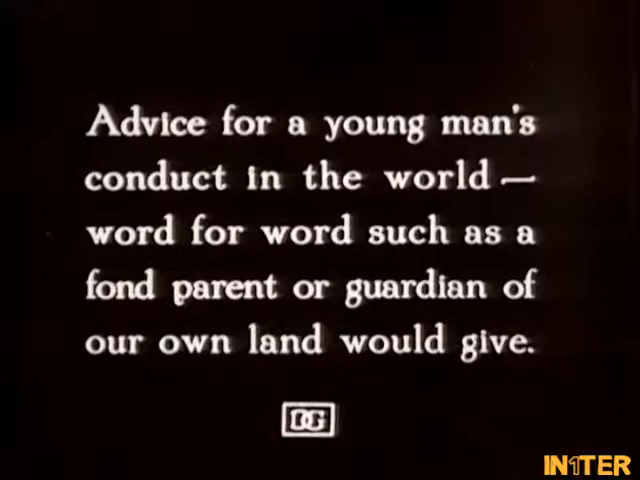 Advice for a young man's
conduct in the world —
word for word such as a
fond parent or guardian of
our own land would give.
DG
IN1TER